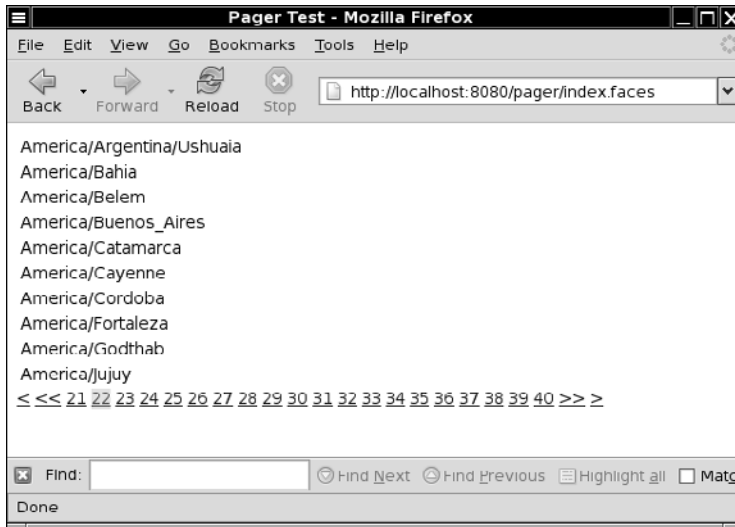 Pager Test - Mozilla Firefox
File Edit View Go Bookmarks Tools Help
Back Forward Reload Stop http://localhost:8080/pager/index.faces
America/Argentina/Ushuaia
America/Bahia
America/Belem
America/Buenos_Aires
America/Catamarca
America/Cayenne
America/Cordoba
America/Fortaleza
America/Godthab
America/Jujuy
< << 21 22 23 24 25 26 27 28 29 30 31 32 33 34 35 36 37 38 39 40 >> >
Find: Find Next Find Previous Highlight all Matc
Done